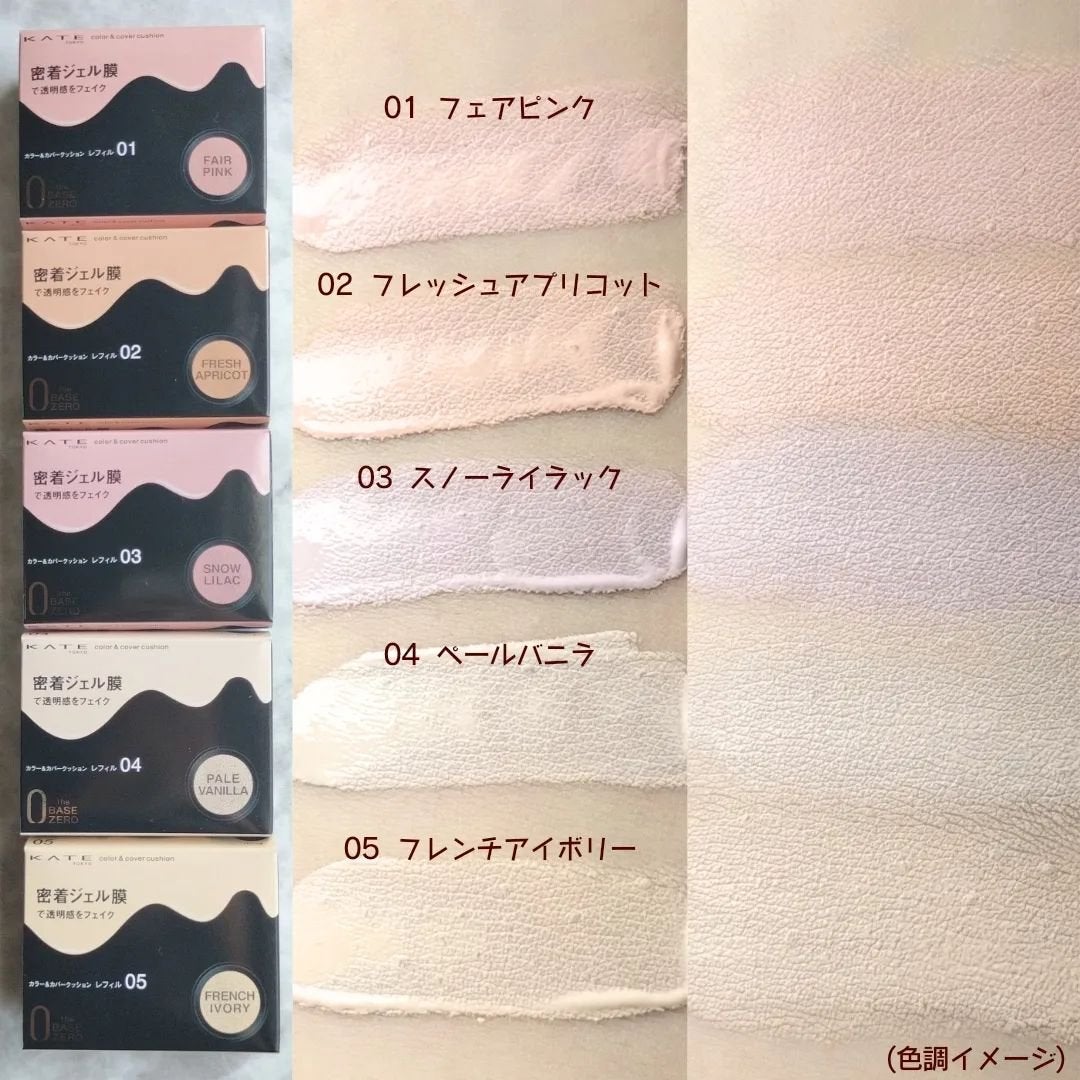 KATE
TOKYO
color & cover cushion
密着ジェル膜
で透明感をフェイク
カラー&カバークッション レフィル 01
FAIR
PINK
0 the
BASE
ZERO
KATE
TOKYO
color & cover cushion
密着ジェル膜
で透明感をフェイク
カラー&カバークッション レフィル 02
FRESH
APRICOT
0 the
BASE
ZERO
KATE
TOKYO
color & cover cushion
密着ジェル膜
で透明感をフェイク
カラー&カバークッション レフィル 03
SNOW
LILAC
0 the
BASE
ZERO
KATE
TOKYO
color & cover cushion
密着ジェル膜
で透明感をフェイク
カラー&カバークッション レフィル 04
PALE
VANILLA
0 the
BASE
ZERO
05
KATE
TOKYO
color & cover cushion
密着ジェル膜
で透明感をフェイク
カラー&カバークッション レフィル 05
FRENCH
IVORY
0 the
BASE
ZERO
01 フェアピンク
02 フレッシュアプリコット
03 スノーライラック
04 ペールバニラ
05 フレンチアイボリー
(色調イメージ)